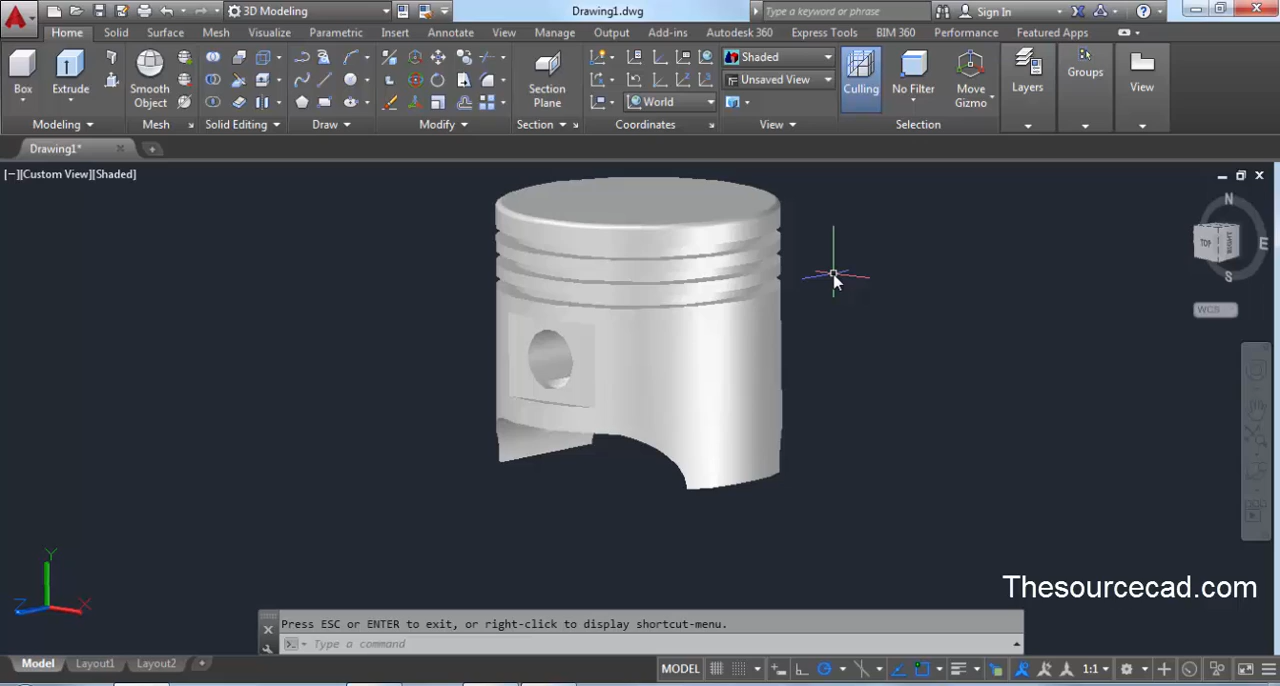 3D Modeling
Drawing1.dwg
Type a keyword or phrase
Sign In
Home Solid Surface Mesh Visualize Parametric Insert Annotate View Manage Output Add-ins Autodesk 360 Express Tools BIM 360 Performance Featured Apps
Box
Extrude
Smooth
Object
Section
Plane
Shaded
Unsaved View
World
Culling
No Filter
Move
Gizmo
Layers
Groups
View
Modeling Mesh Solid Editing Draw Modify Section Coordinates View Selection
Drawing1*
[−][Custom View][Shaded]
N
E
S
TOP
RIGHT
WCS
Y
Z
X
Thesourcecad.com
Press ESC or ENTER to exit, or right-click to display shortcut-menu.
Type a command
Model Layout1 Layout2 +
MODEL
1:1